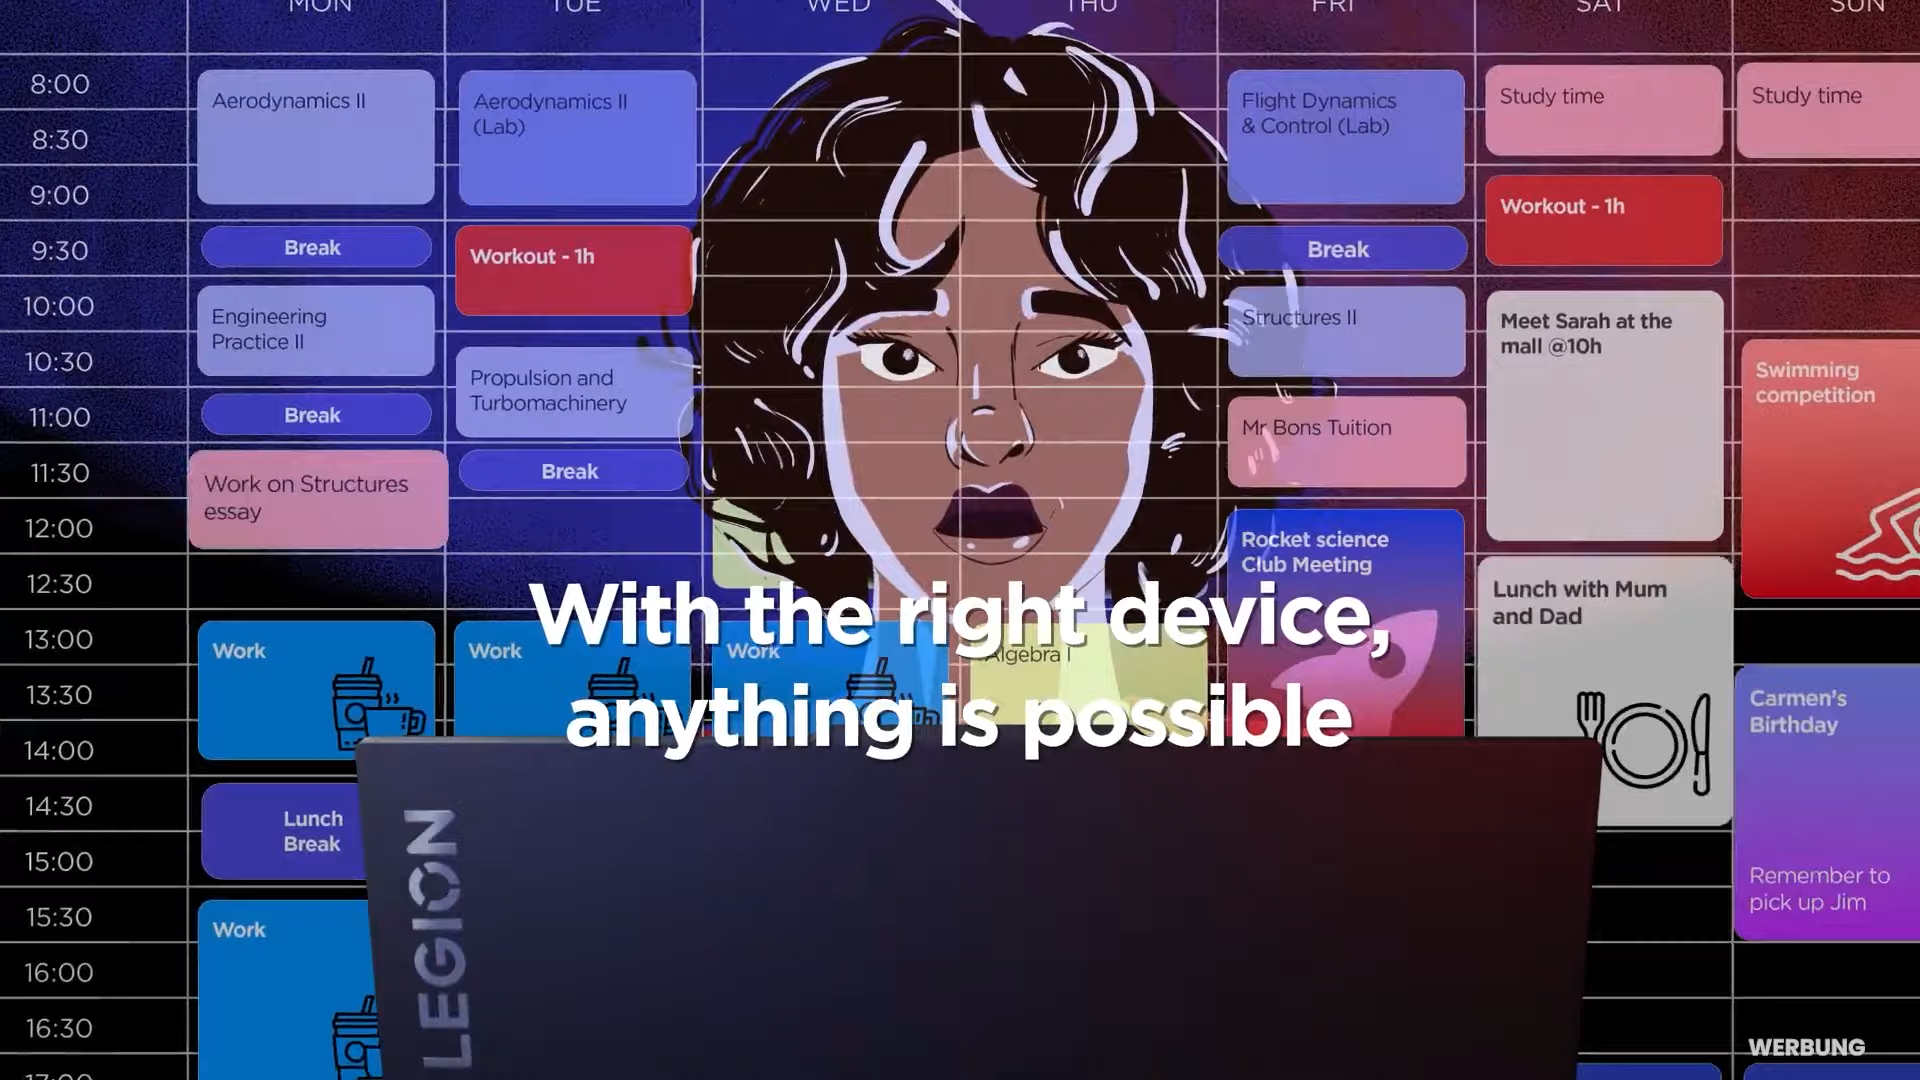 MON TUE WED THU FRI SAT SUN
8:00
8:30
9:00
9:30
10:00
10:30
11:00
11:30
12:00
12:30
13:00
13:30
14:00
14:30
15:00
15:30
16:00
16:30
17:00
Aerodynamics II
Break
Engineering
Practice II
Break
Work on Structures
essay
Work
Lunch
Break
Work
Aerodynamics II
(Lab)
Workout - 1h
Propulsion and
Turbomachinery
Break
Work
Work
Algebra I
Flight Dynamics
& Control (Lab)
Break
Structures II
Mr Bons Tuition
Rocket science
Club Meeting
Study time
Workout - 1h
Meet Sarah at the
mall @10h
Lunch with Mum
and Dad
Study time
Swimming
competition
Carmen's
Birthday
Remember to
pick up Jim
With the right device,
anything is possible
LEGION
WERBUNG